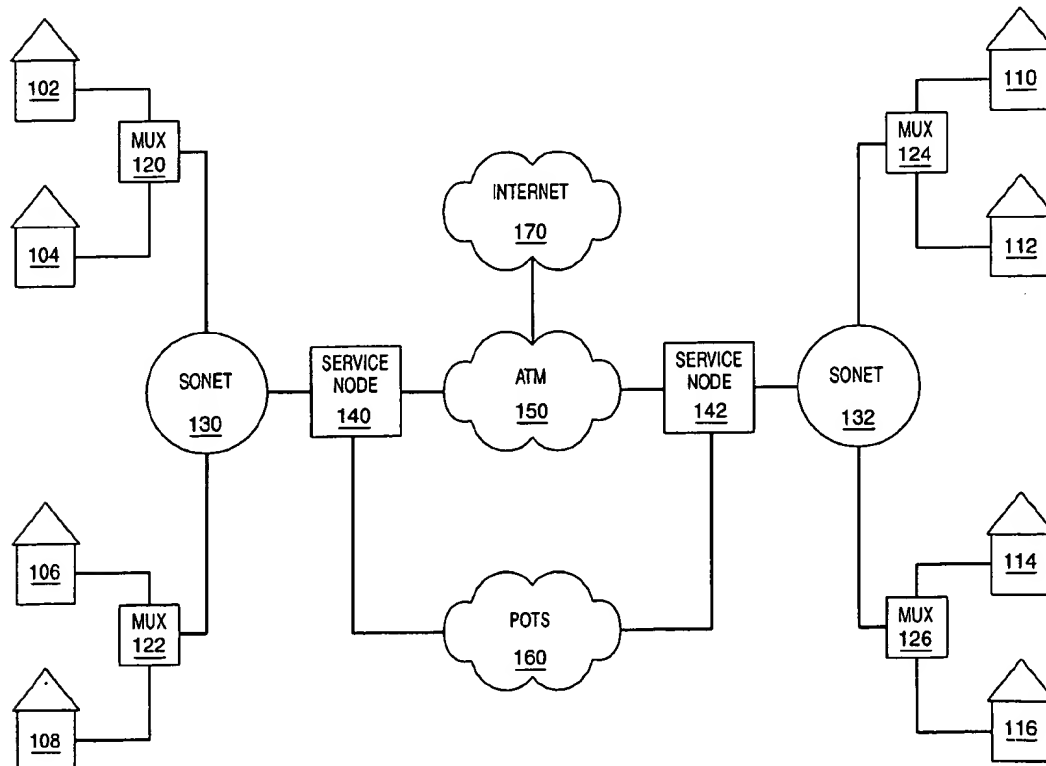 102
110
MUX
120
MUX
124
INTERNET
170
104
112
SONET
130
SERVICE
NODE
140
ATM
150
SERVICE
NODE
142
SONET
132
106
114
MUX
122
POTS
160
MUX
126
108
116